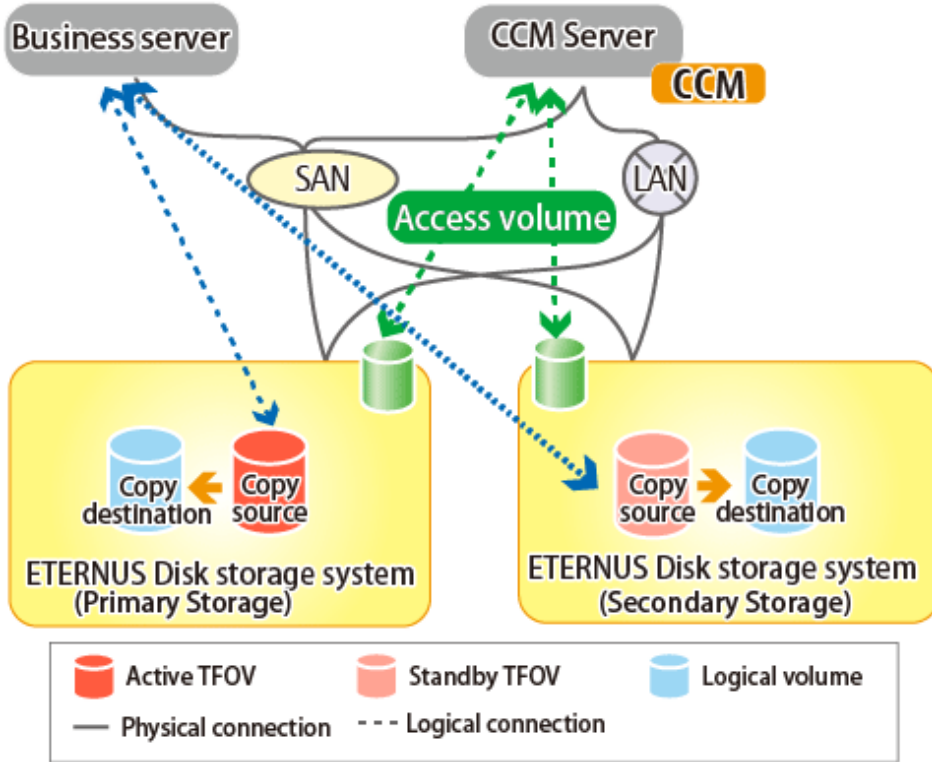 Business server
CCM Server
CCM
SAN
LAN
Access volume
Copy
destination
Copy
source
Copy
source
Copy
destination
ETERNUS Disk storage system
(Primary Storage)
ETERNUS Disk storage system
(Secondary Storage)
Active TFOV
Standby TFOV
Logical volume
Physical connection
Logical connection